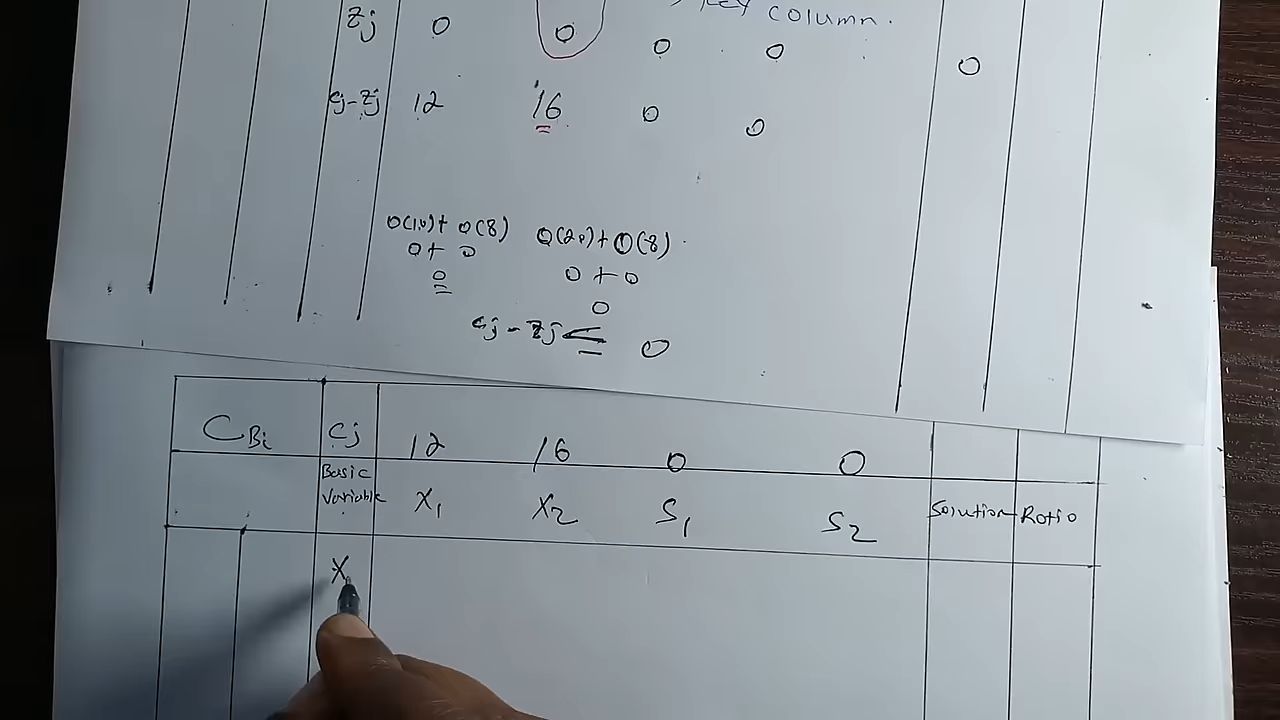 column.
Zj 0 0 0 0 0
Cj-Zj 12 16 0 0
0(10)+ 0(8) 0(20)+0(8)
0+ 0 0+0
0 0
Cj-Zj ≤ 0
CBi Cj 12 16 0 0
Basic Variable X1 X2 S1 S2 Solution Ratio
X